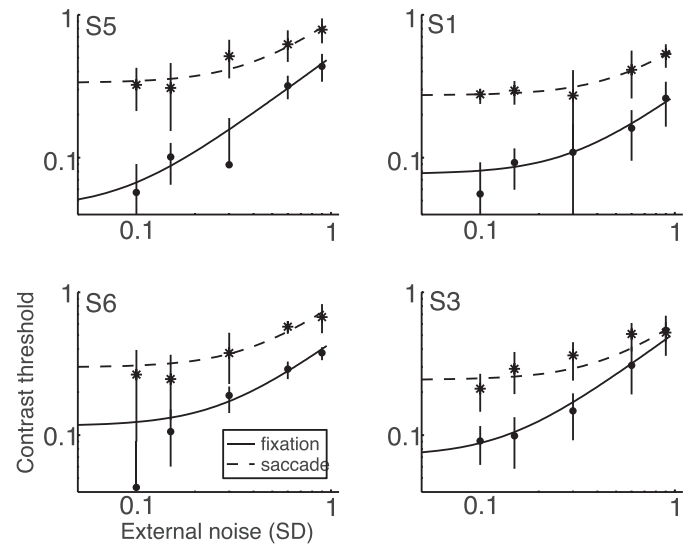 1
S5
0.1
0.1
1
1
S1
0.1
0.1
1
1
S6
0.1
fixation
saccade
0.1
1
1
S3
0.1
0.1
1
Contrast threshold
External noise (SD)